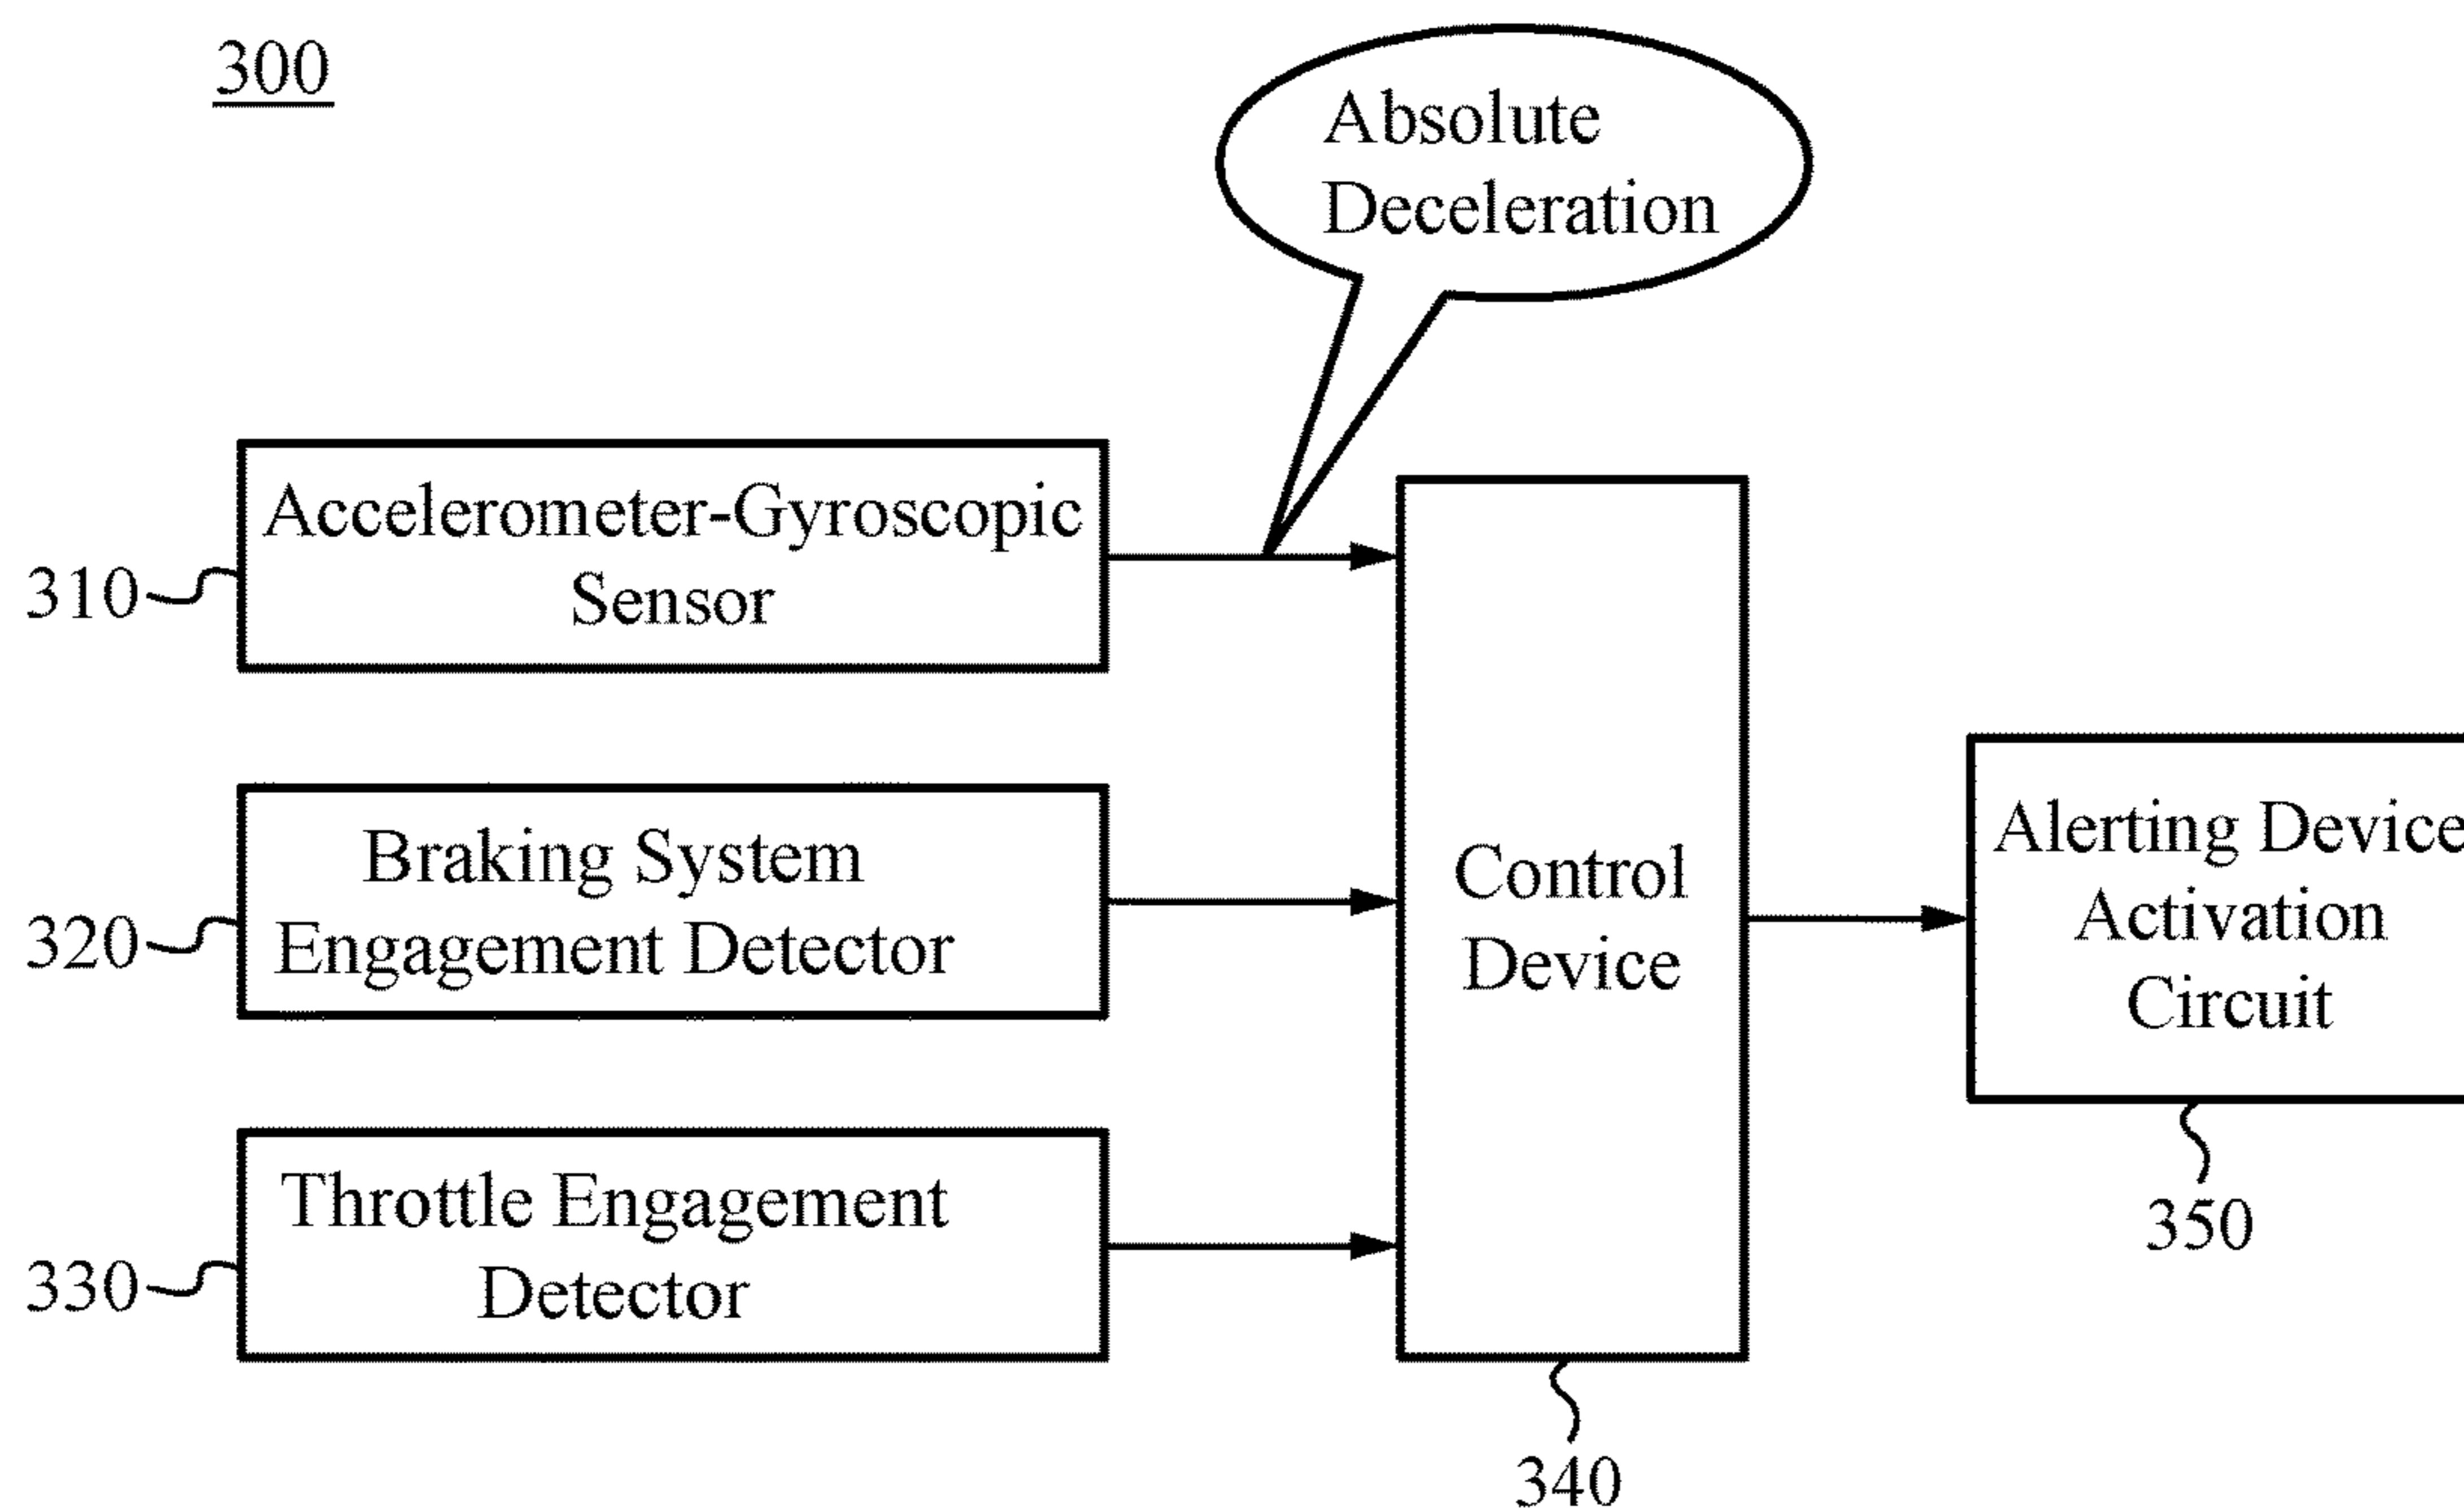 300
Absolute
Deceleration
Accelerometer-Gyroscopic
Sensor
310
Braking System
Engagement Detector
320
Throttle Engagement
Detector
330
Control
Device
340
Alerting Device
Activation
Circuit
350